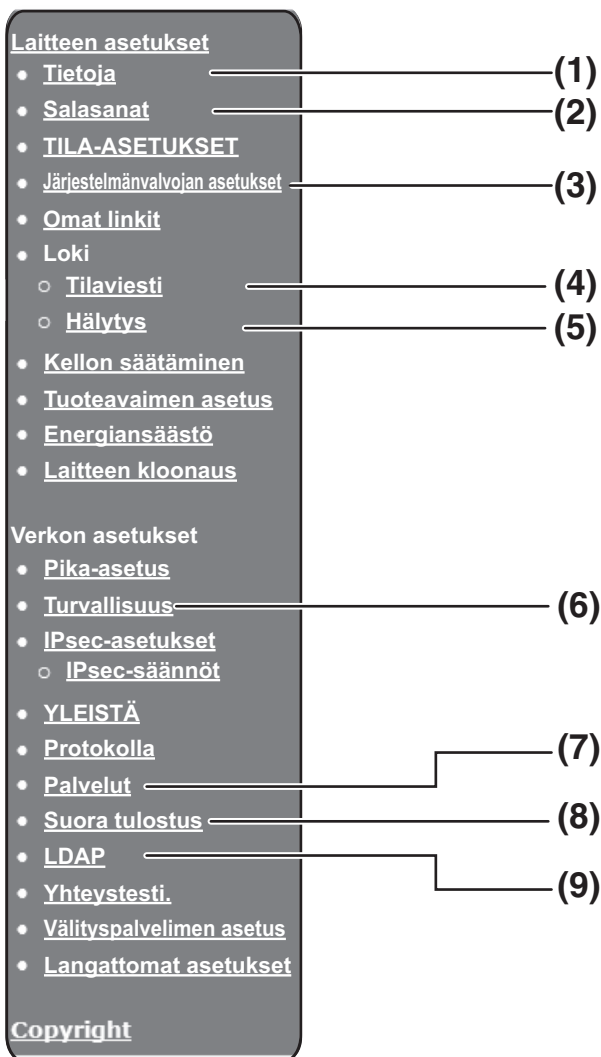 Laitteen asetukset
Tietoja (1)
Salasanat (2)
TILA-ASETUKSET
Järjestelmänvalvojan asetukset (3)
Omat linkit
Loki
Tilaviesti (4)
Hälytys (5)
Kellon säätäminen
Tuoteavaimen asetus
Energiansäästö
Laitteen kloonaus
Verkon asetukset
Pika-asetus
Turvallisuus (6)
IPsec-asetukset
IPsec-säännöt
YLEISTÄ
Protokolla
Palvelut (7)
Suora tulostus (8)
LDAP (9)
Yhteystesti.
Välityspalvelimen asetus
Langattomat asetukset
Copyright